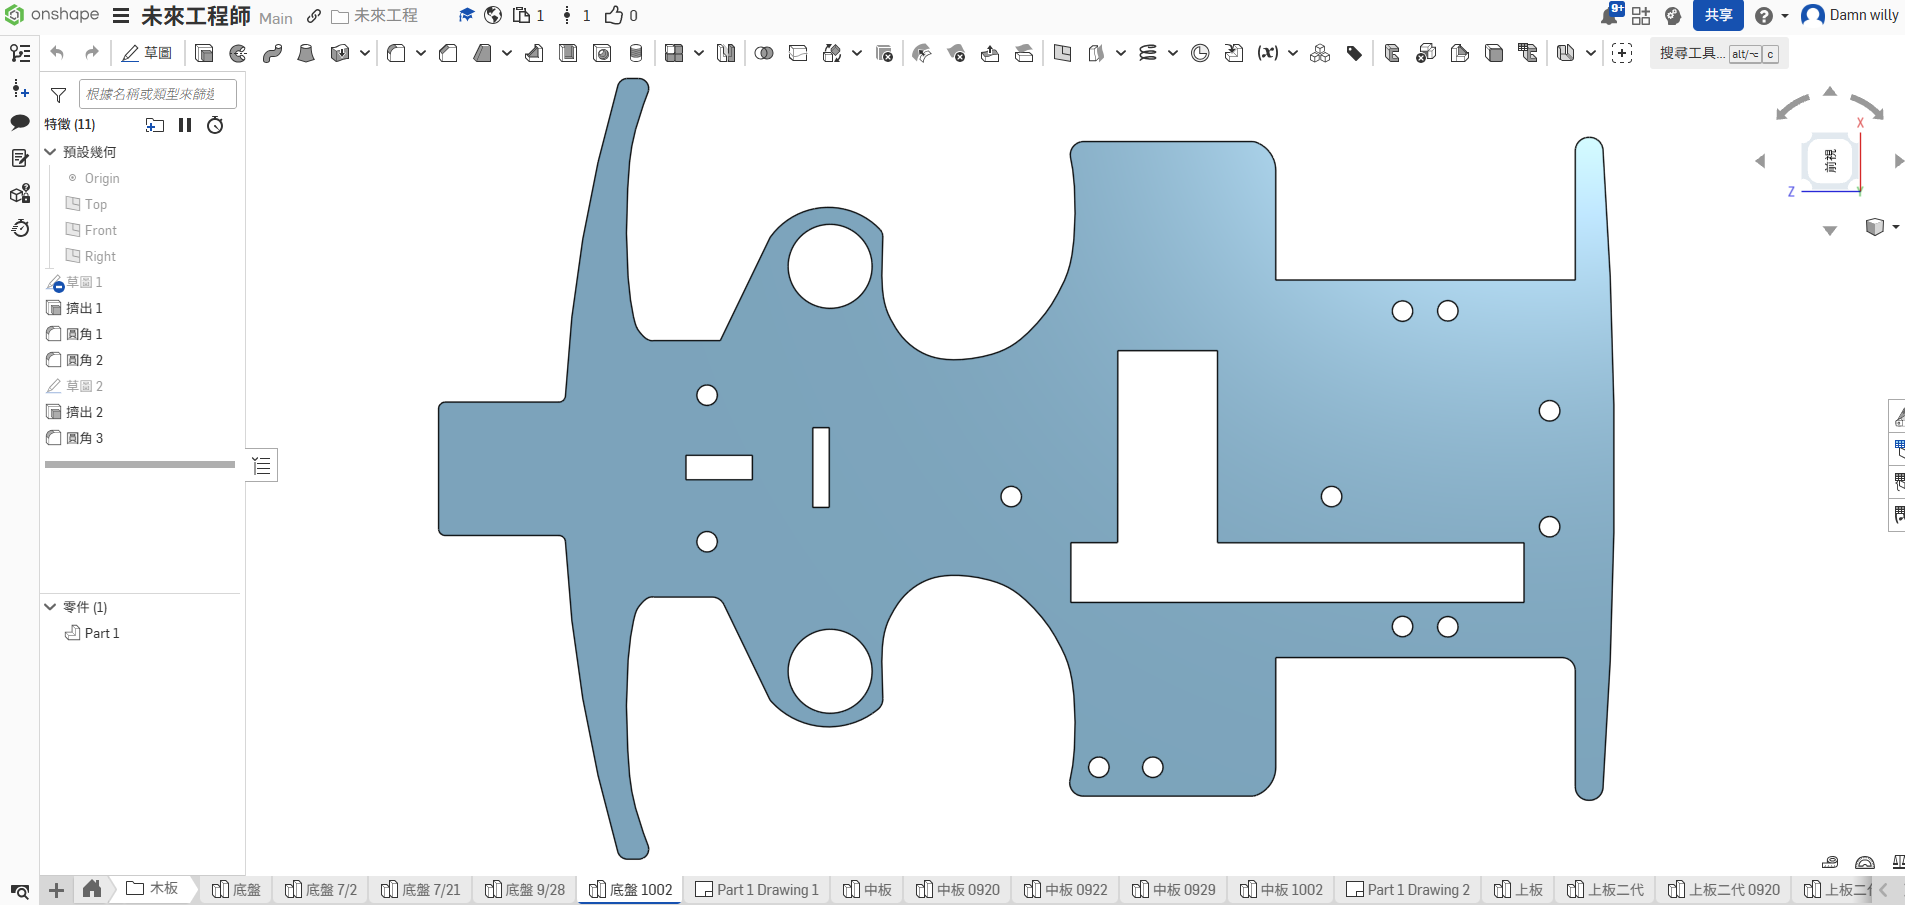 onshape 未來工程師 Main 未來工程 1 1 0 9+ 共享 Damn willy
草圖 (x) 搜尋工具... alt/⌥ c
根據名稱或類型來篩選
特徵 (11)
預設幾何
Origin
Top
Front
Right
草圖 1
擠出 1
圓角 1
圓角 2
草圖 2
擠出 2
圓角 3
零件 (1)
Part 1
X
前視
Z
Y
木板 底盤 底盤 7/2 底盤 7/21 底盤 9/28 底盤 1002 Part 1 Drawing 1 中板 中板 0920 中板 0922 中板 0929 中板 1002 Part 1 Drawing 2 上板 上板二代 上板二代 0920 上板二